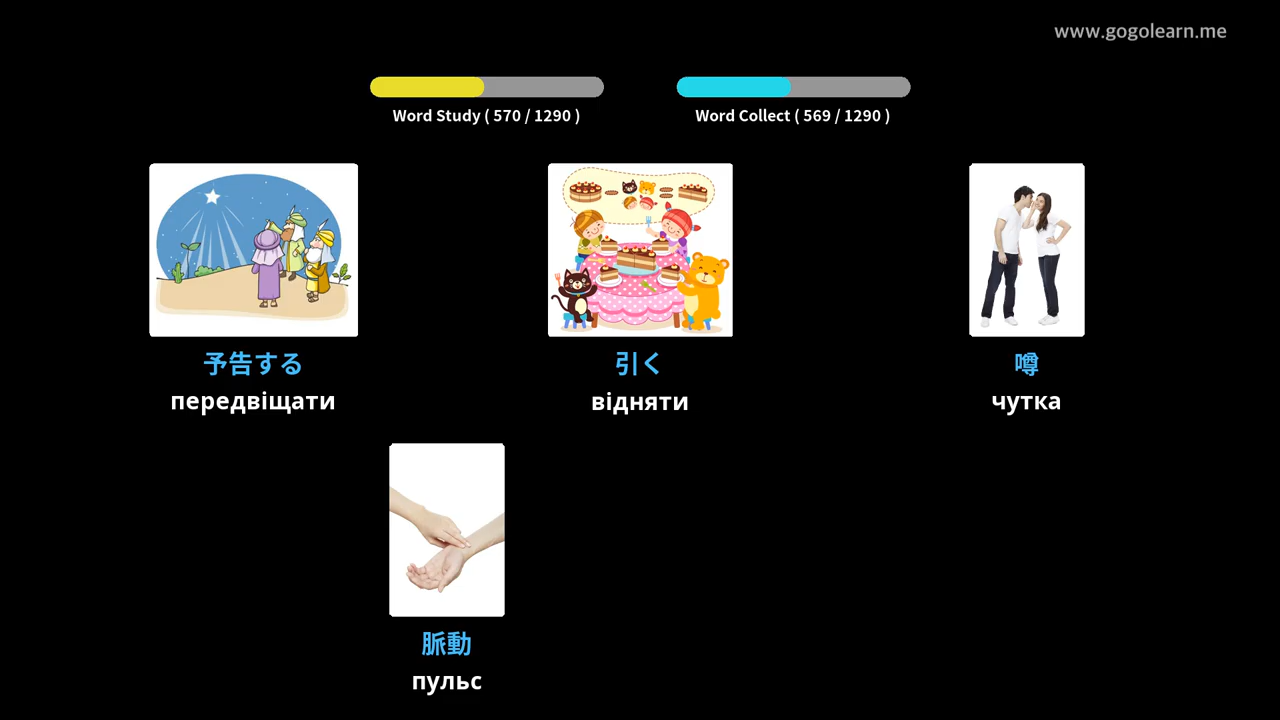 www.gogolearn.me
Word Study ( 570 / 1290 )
Word Collect ( 569 / 1290 )
予告する
передвіщати
引く
відняти
噂
чутка
脈動
пульс